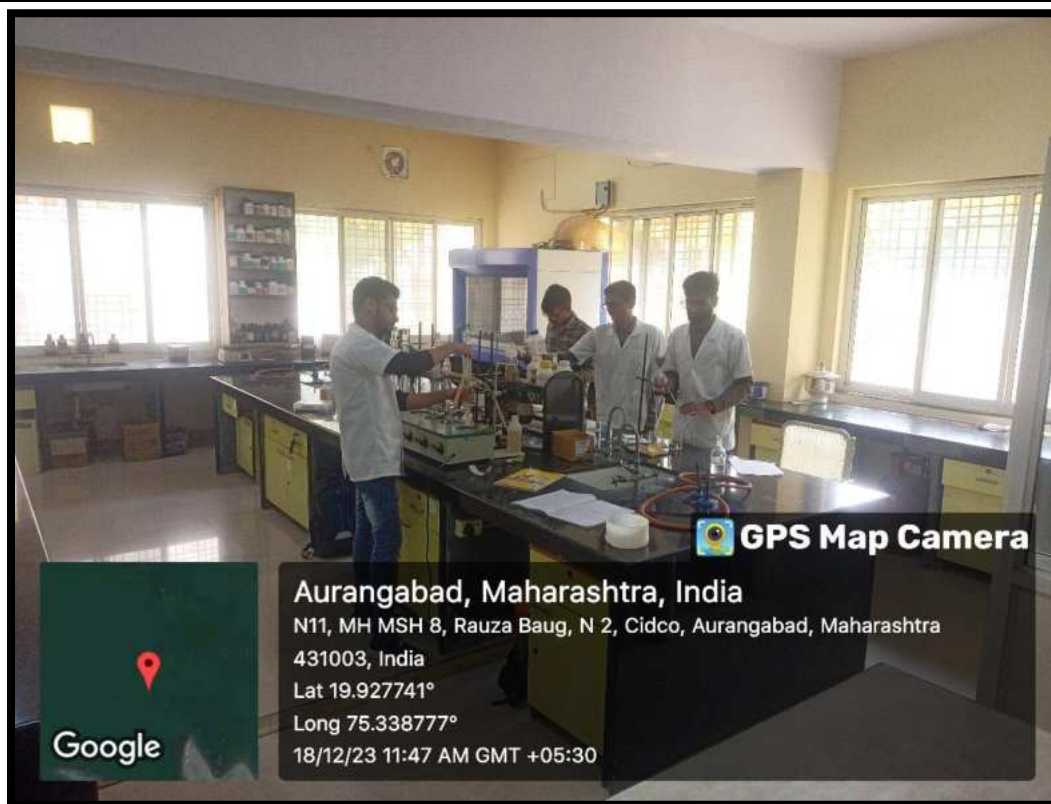 GPS Map Camera
Aurangabad, Maharashtra, India
N11, MH MSH 8, Rauza Baug, N 2, Cidco, Aurangabad, Maharashtra
431003, India
Lat 19.927741°
Long 75.338777°
18/12/23 11:47 AM GMT +05:30
Google